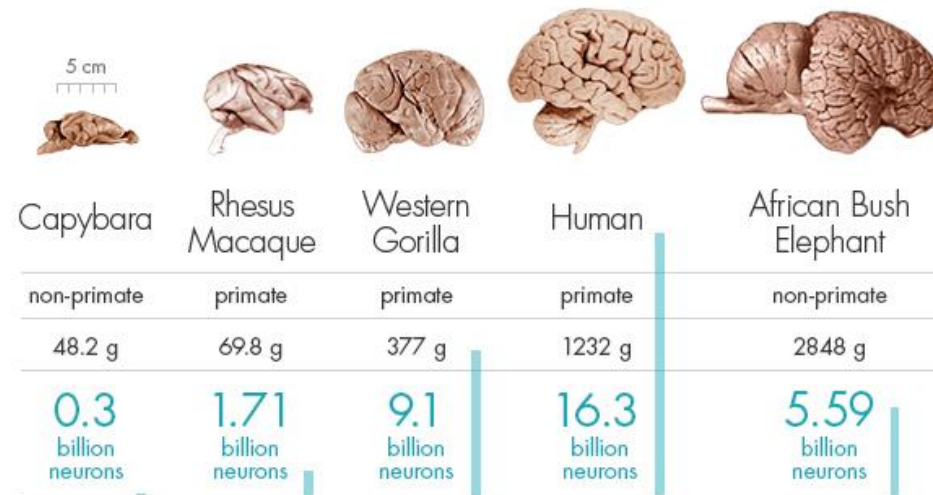 5 cm
Capybara
Rhesus
Macaque
Western
Gorilla
Human
African Bush
Elephant
non-primate
primate
primate
primate
non-primate
48.2 g
69.8 g
377 g
1232 g
2848 g
0.3
billion
neurons
1.71
billion
neurons
9.1
billion
neurons
16.3
billion
neurons
5.59
billion
neurons